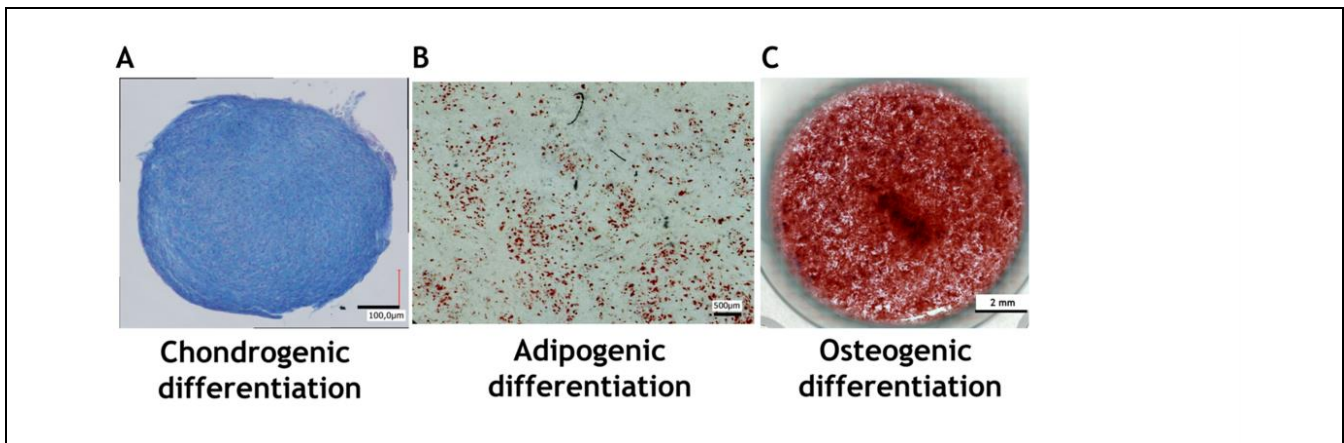 A
B
C
100,0µm
500µm
2 mm
Chondrogenic
differentiation
Adipogenic
differentiation
Osteogenic
differentiation